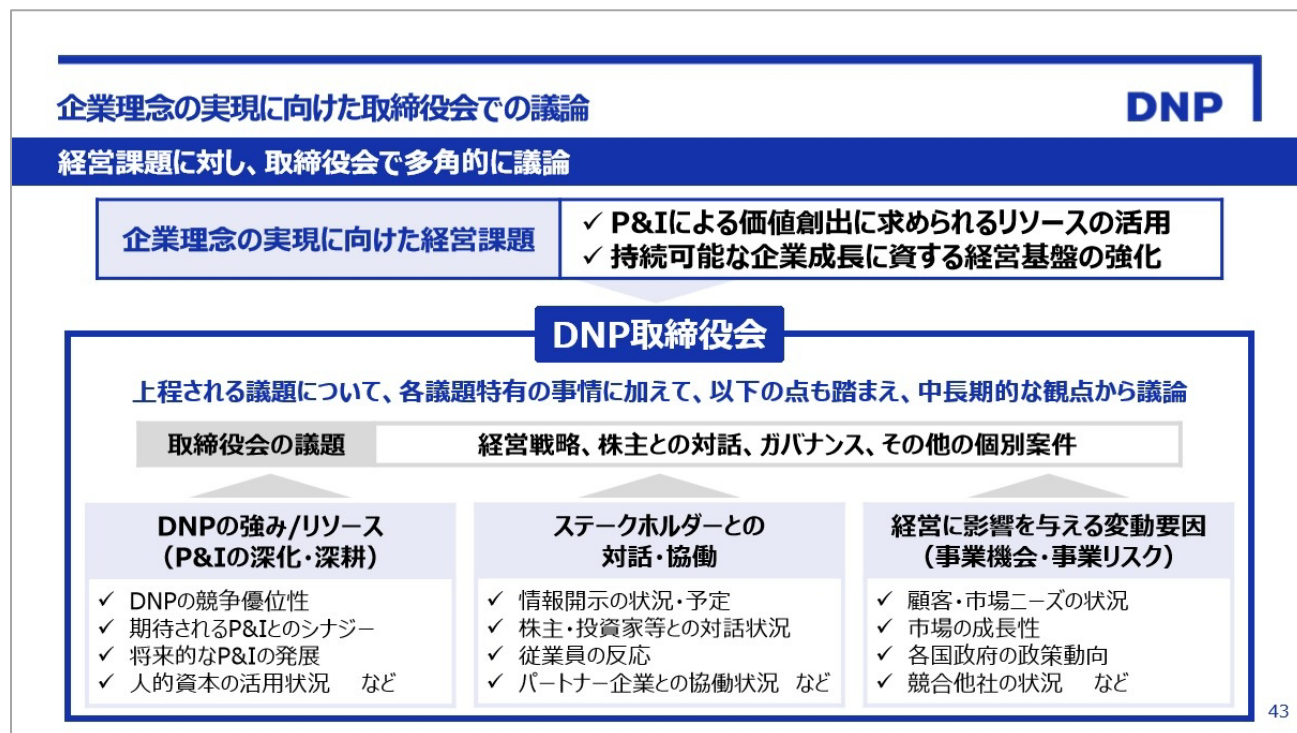 企業理念の実現に向けた取締役会での議論
DNP
経営課題に対し、取締役会で多角的に議論
企業理念の実現に向けた経営課題
✓ P&Iによる価値創出に求められるリソースの活用
✓ 持続可能な企業成長に資する経営基盤の強化
DNP取締役会
上程される議題について、各議題特有の事情に加えて、以下の点も踏まえ、中長期的な観点から議論
取締役会の議題
経営戦略、株主との対話、ガバナンス、その他の個別案件
DNPの強み/リソース
(P&Iの深化・深耕)
✓ DNPの競争優位性
✓ 期待されるP&Iとのシナジー
✓ 将来的なP&Iの発展
✓ 人的資本の活用状況 など
ステークホルダーとの
対話・協働
✓ 情報開示の状況・予定
✓ 株主・投資家等との対話状況
✓ 従業員の反応
✓ パートナー企業との協働状況 など
経営に影響を与える変動要因
(事業機会・事業リスク)
✓ 顧客・市場ニーズの状況
✓ 市場の成長性
✓ 各国政府の政策動向
✓ 競合他社の状況 など
43